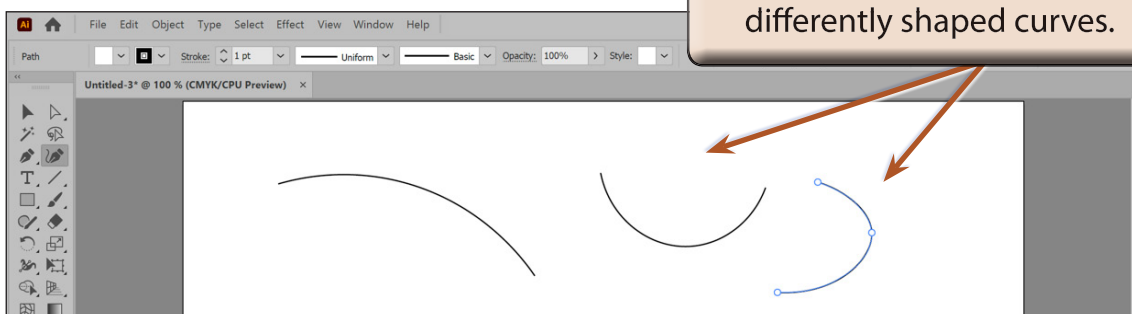 differently shaped curves.
Ai File Edit Object Type Select Effect View Window Help
Path Stroke: 1 pt Uniform Basic Opacity: 100% Style:
Untitled-3* @ 100 % (CMYK/CPU Preview) ×
T